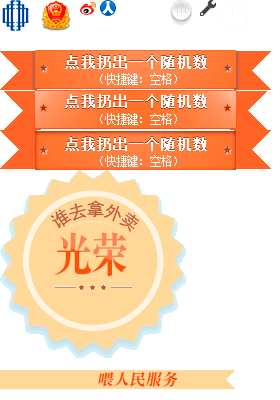 点我扔出一个随机数
（快捷键：空格）
点我扔出一个随机数
（快捷键：空格）
点我扔出一个随机数
（快捷键：空格）
谁去拿外卖
光荣
喂人民服务